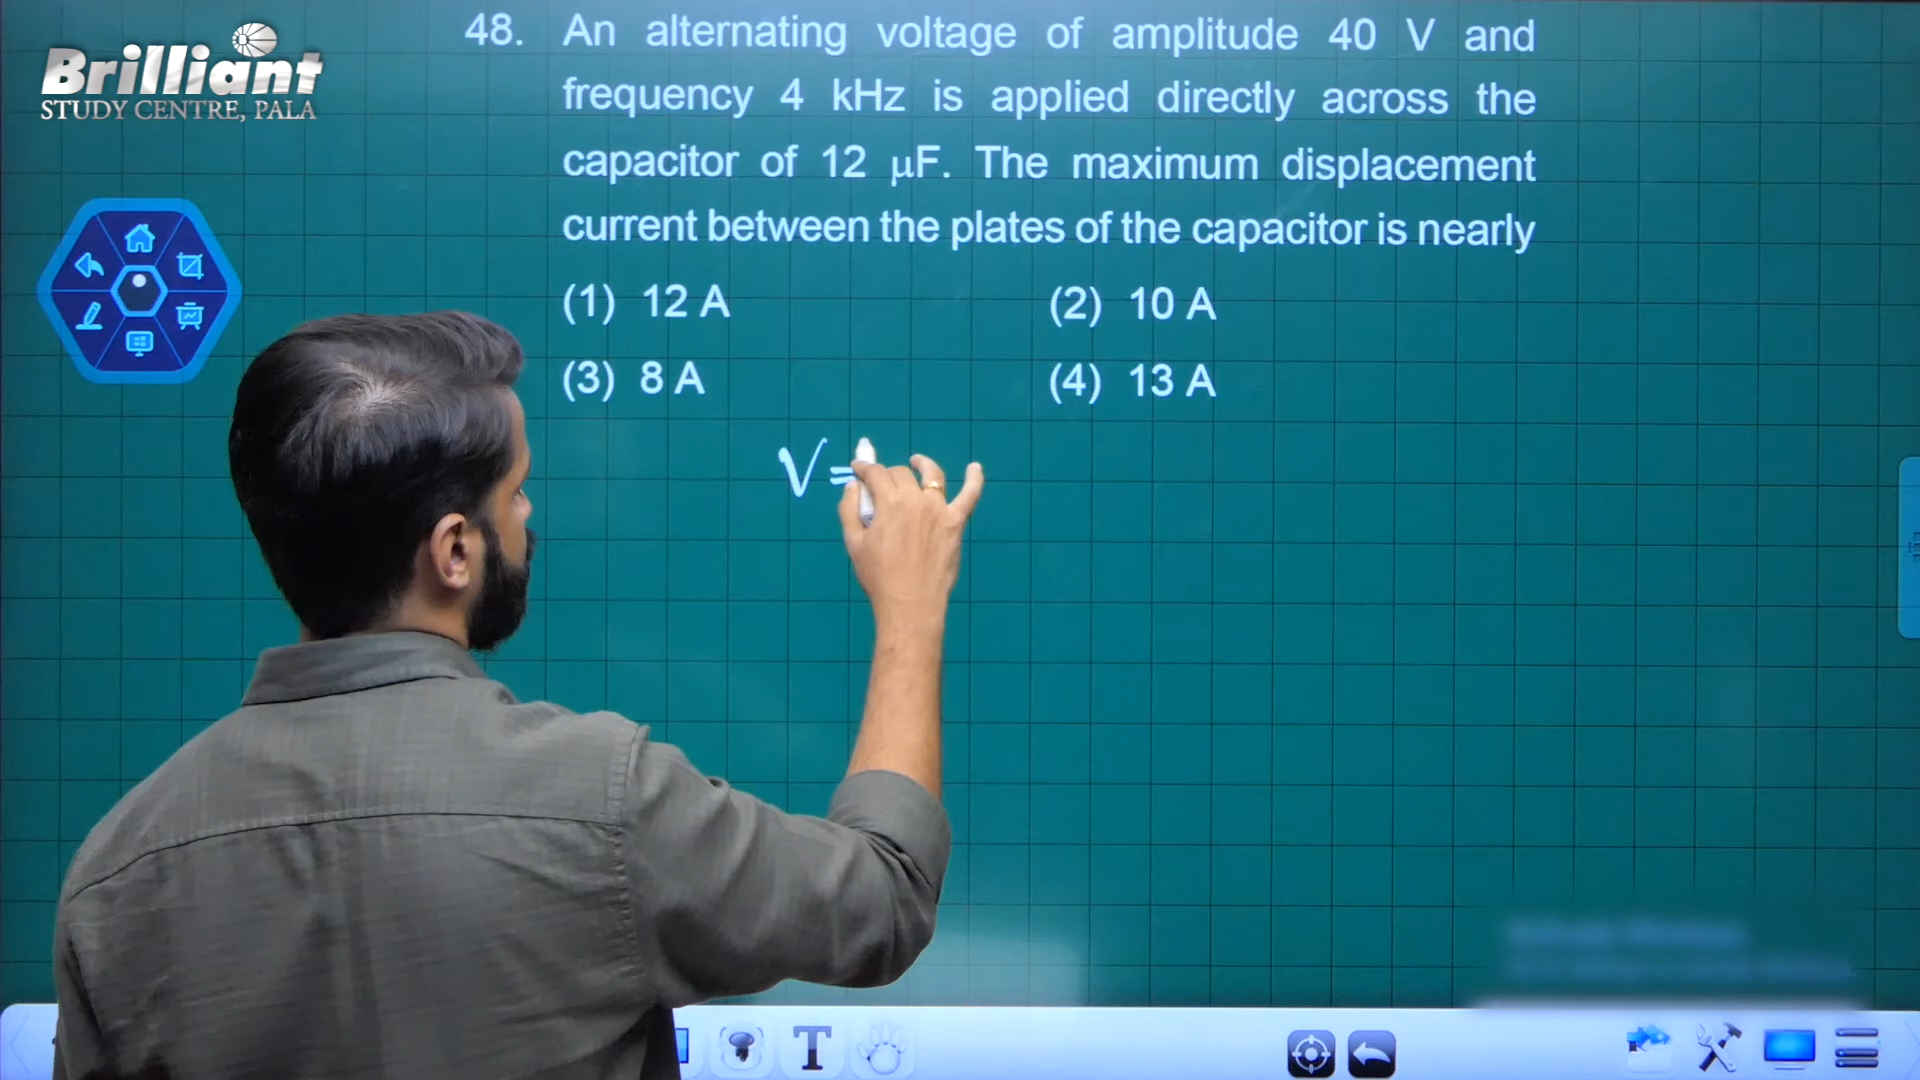 Brilliant
STUDY CENTRE, PALA
48. An alternating voltage of amplitude 40 V and
frequency 4 kHz is applied directly across the
capacitor of 12 μF. The maximum displacement
current between the plates of the capacitor is nearly
(1) 12 A (2) 10 A
(3) 8 A (4) 13 A
V =
T